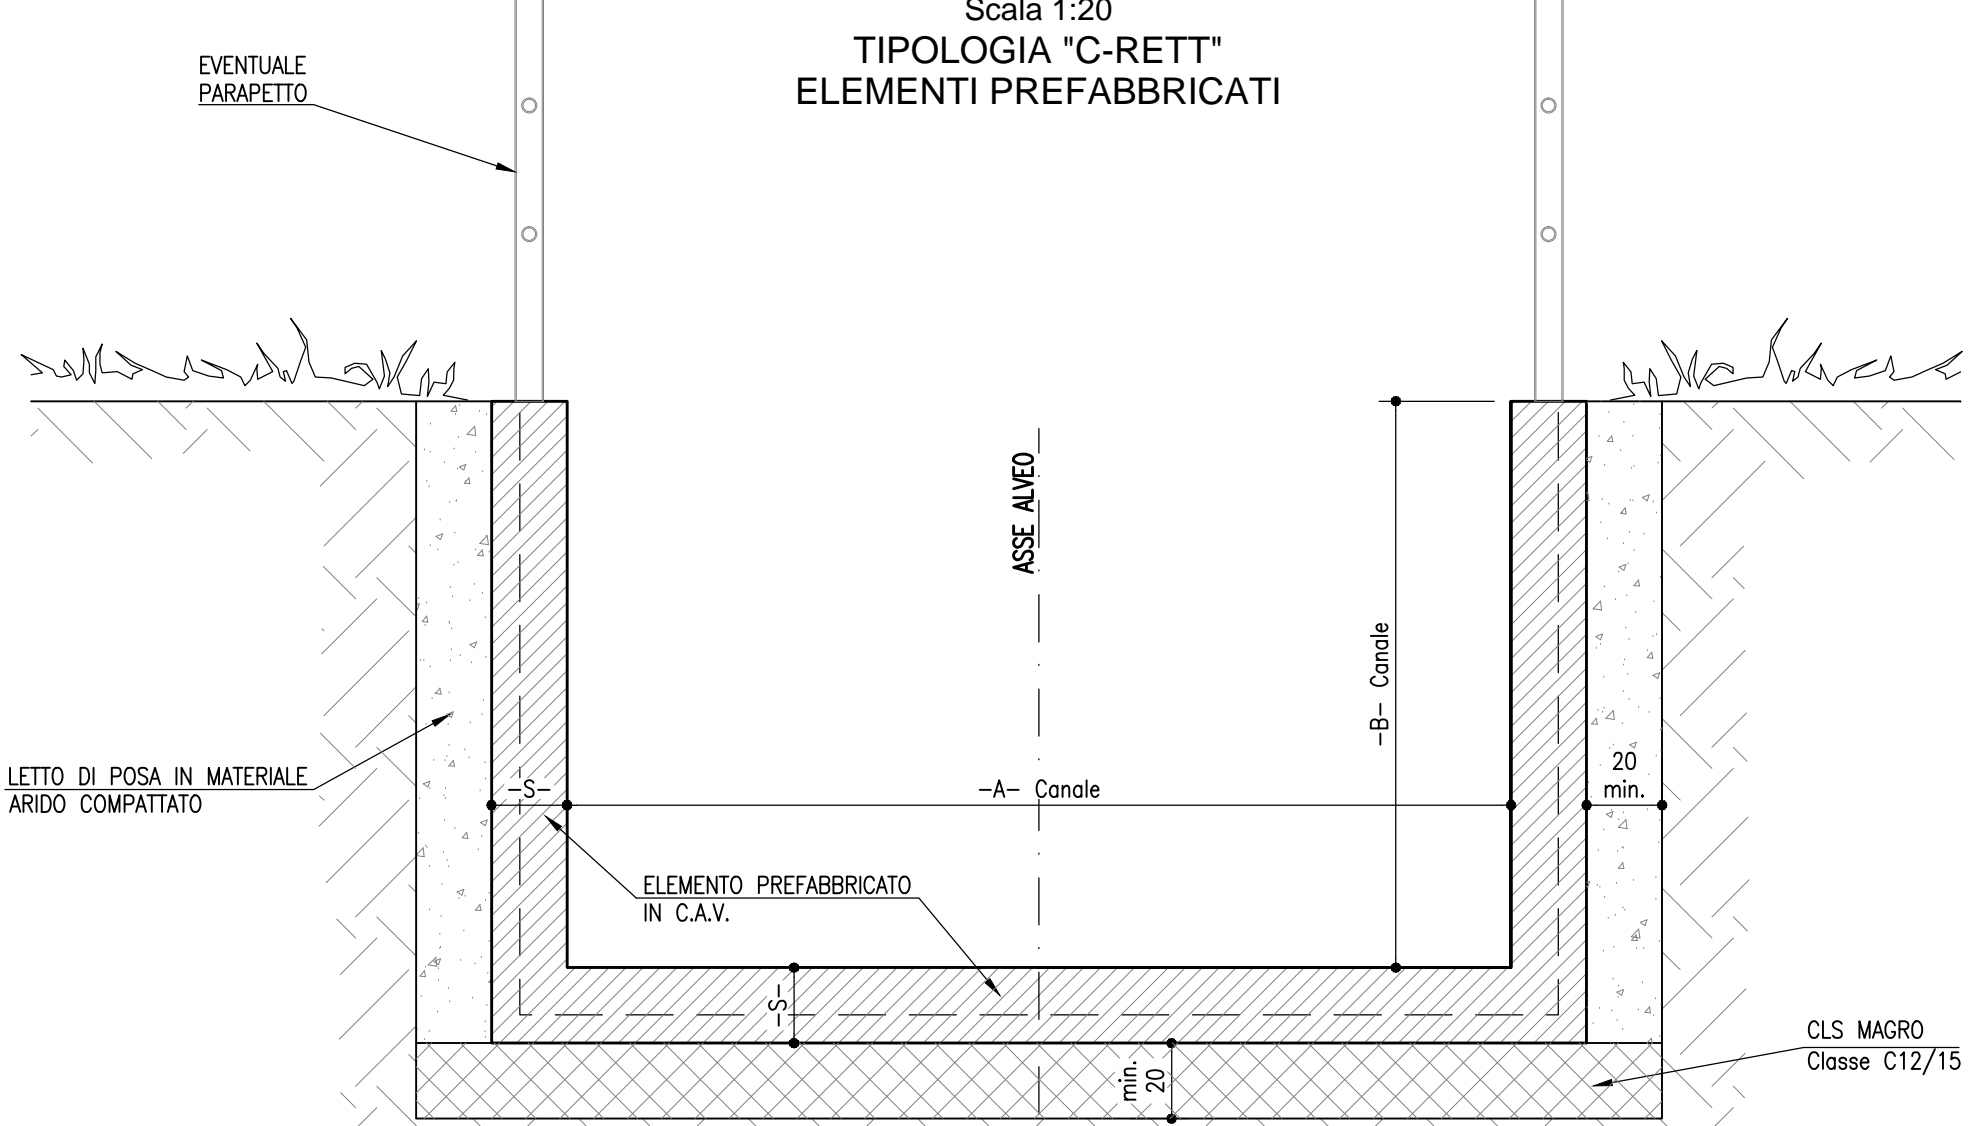 Scala 1:20
TIPOLOGIA "C-RETT"
ELEMENTI PREFABBRICATI
EVENTUALE
PARAPETTO
ASSE ALVEO
-B- Canale
LETTO DI POSA IN MATERIALE
ARIDO COMPATTATO
-S-
-A- Canale
20
min.
ELEMENTO PREFABBRICATO
IN C.A.V.
-S-
min.
20
CLS MAGRO
Classe C12/15